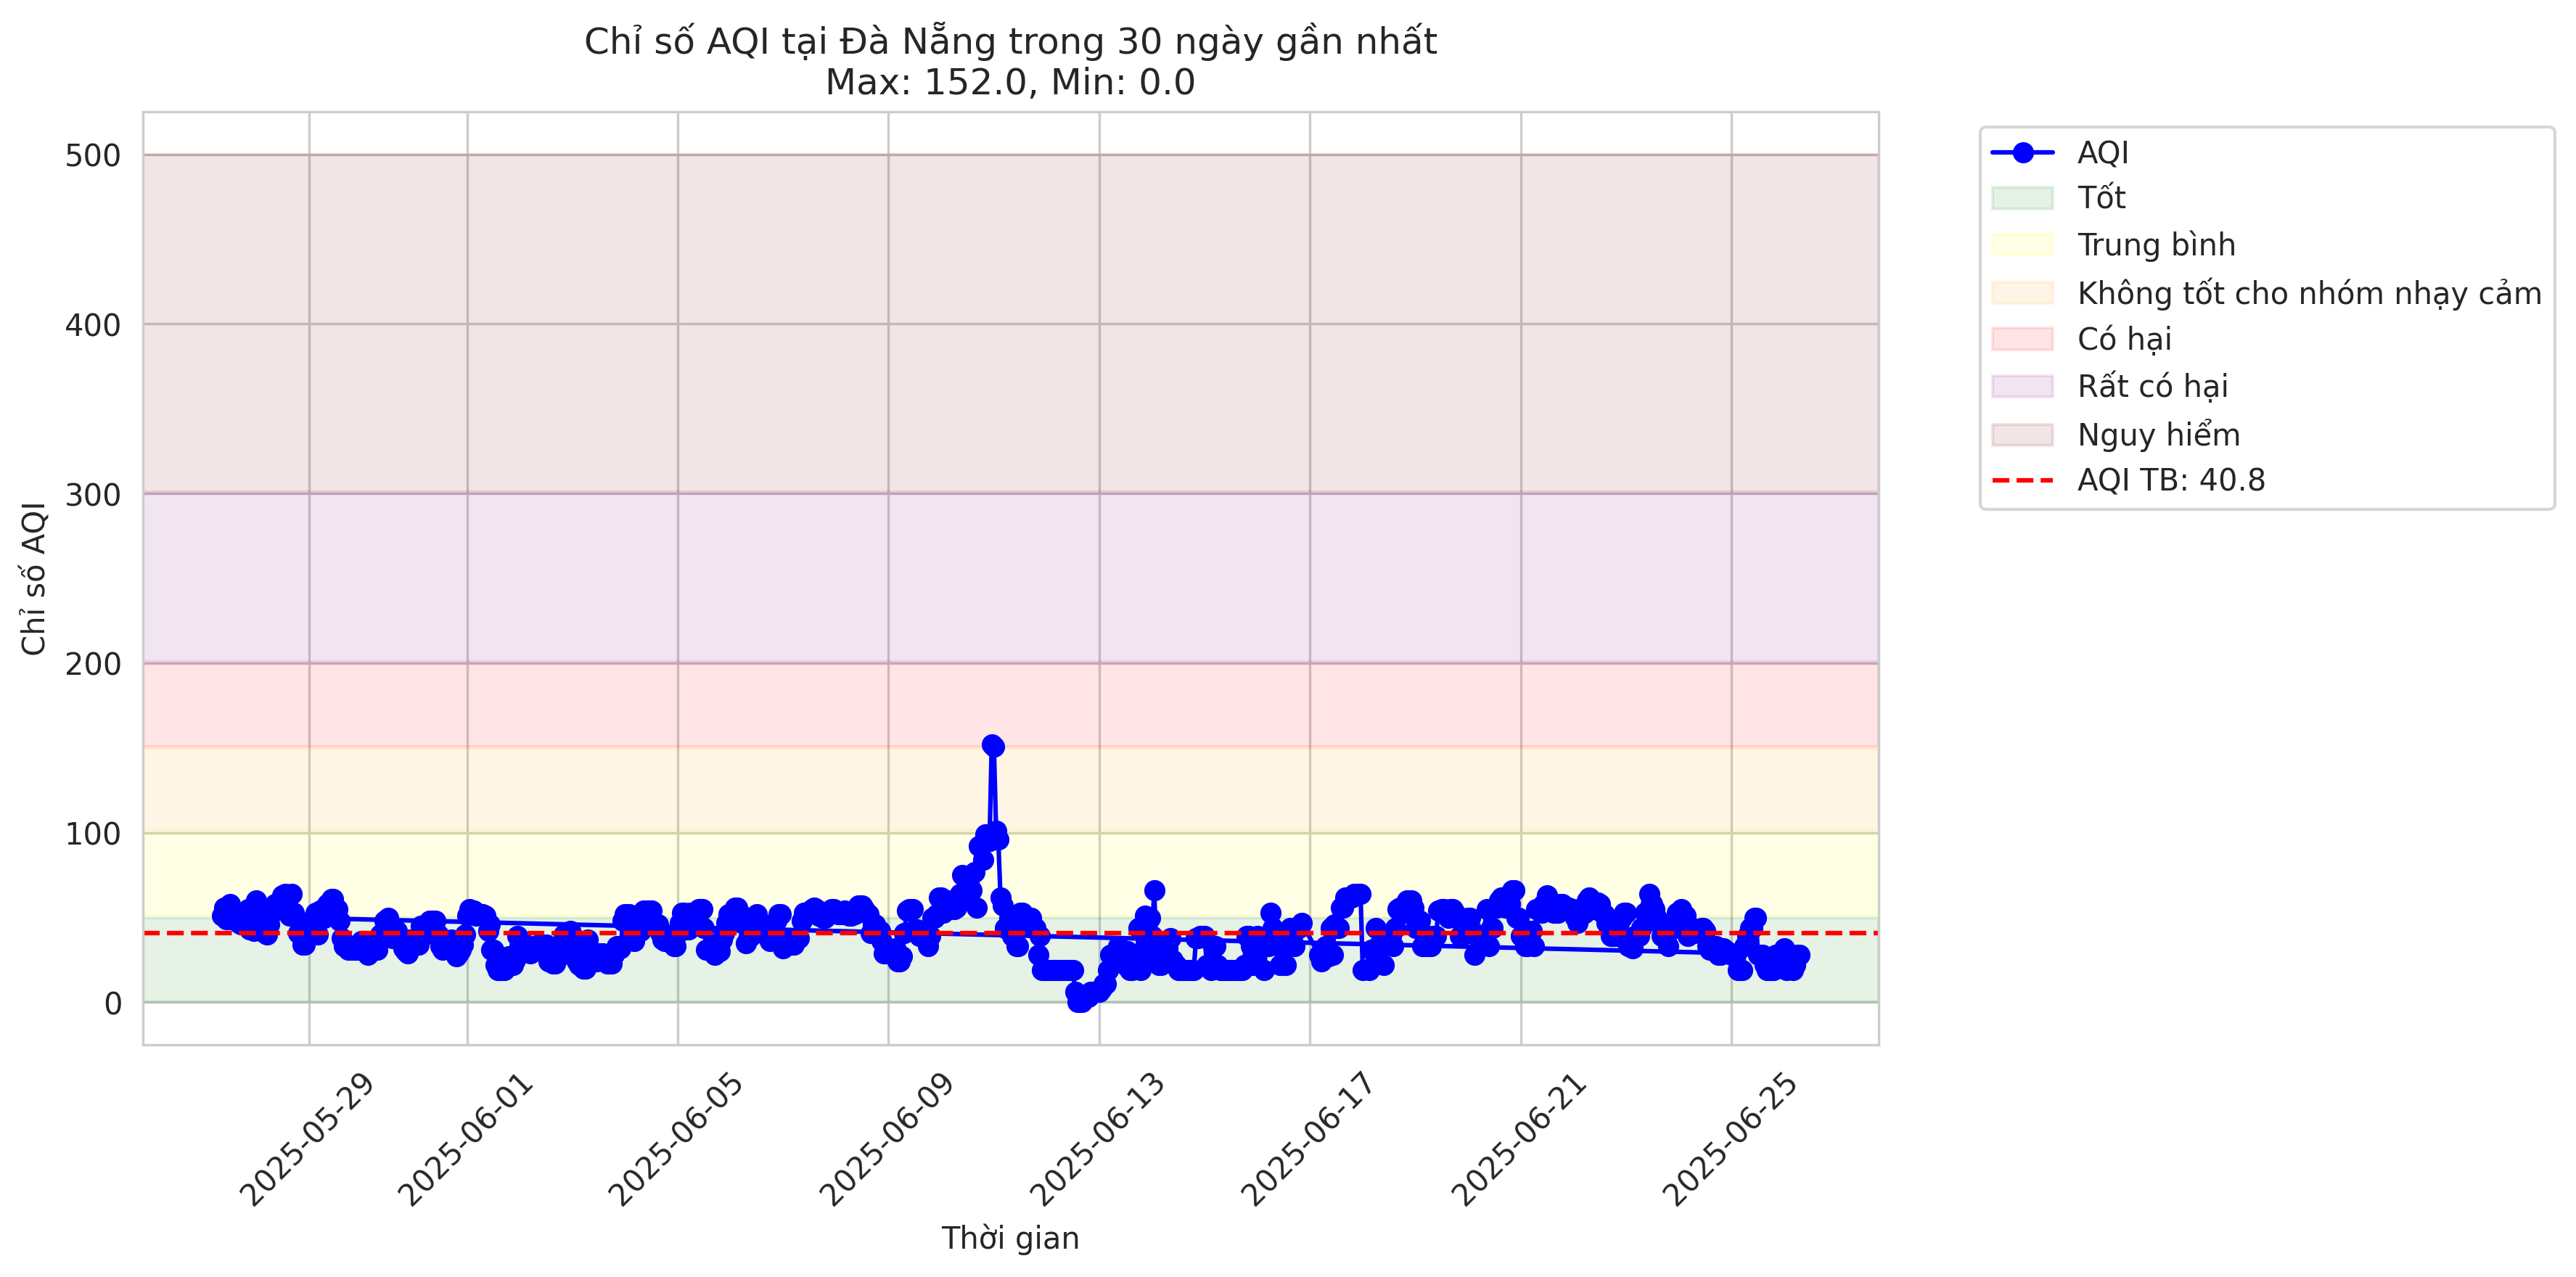 Chỉ số AQI tại Đà Nẵng trong 30 ngày gần nhất
Max: 152.0, Min: 0.0
Chỉ số AQI
500
400
300
200
100
0
2025-05-29
2025-06-01
2025-06-05
2025-06-09
2025-06-13
2025-06-17
2025-06-21
2025-06-25
Thời gian
AQI
Tốt
Trung bình
Không tốt cho nhóm nhạy cảm
Có hại
Rất có hại
Nguy hiểm
AQI TB: 40.8